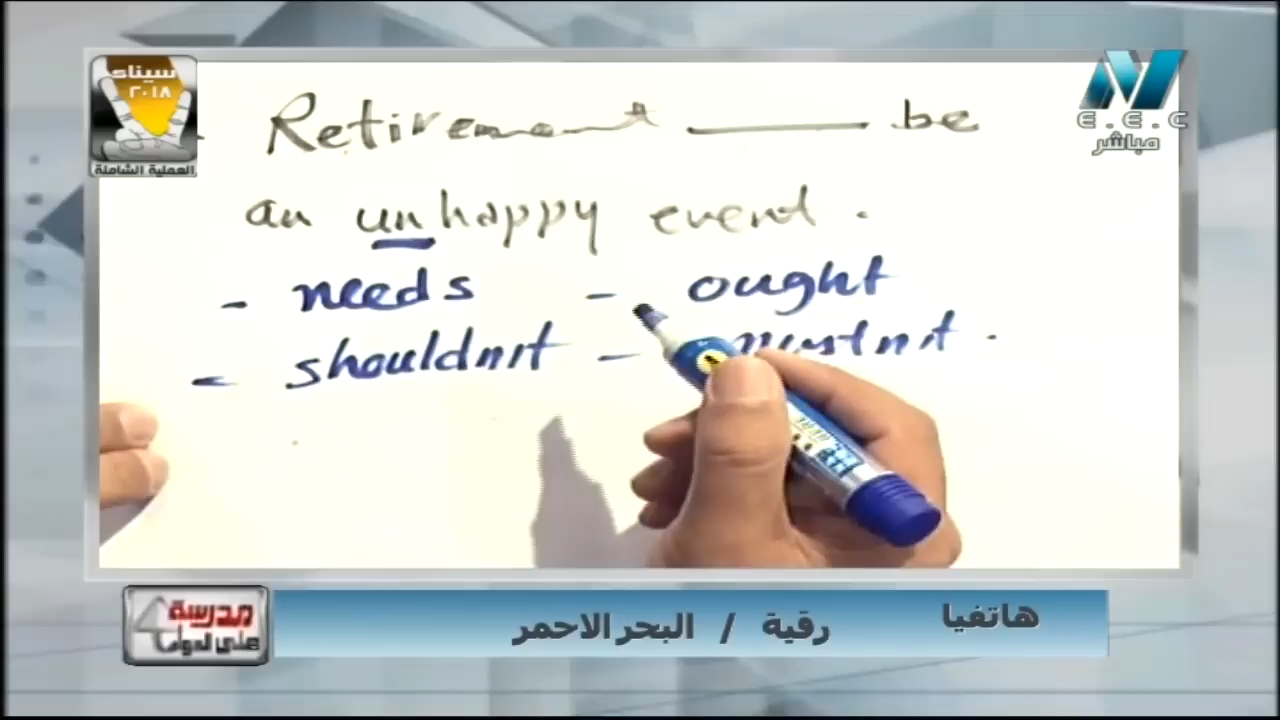 سيناء
٢٠١٨
العملية الشاملة
E.E.C
مباشر
Retirement ______ be
an unhappy event.
- needs - ought
- shouldn't - mustn't.
مدرسة
على الهواء
هاتفيا
رقية / البحر الاحمر